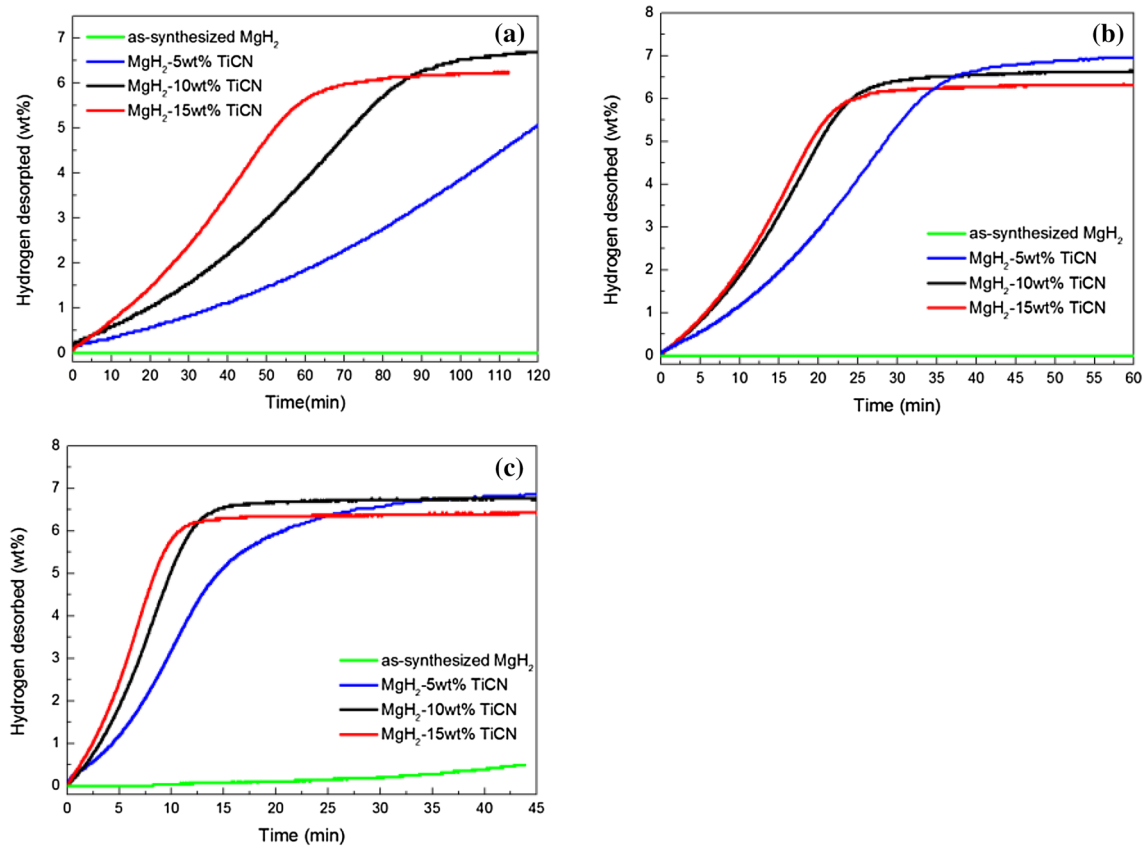 (a)
as-synthesized MgH2
MgH2-5wt% TiCN
MgH2-10wt% TiCN
MgH2-15wt% TiCN
Hydrogen desorpted (wt%)
7
6
5
4
3
2
1
0
0 10 20 30 40 50 60 70 80 90 100 110 120
Time(min)
(b)
Hydrogen desorbed (wt%)
8
7
6
5
4
3
2
1
0
as-synthesized MgH2
MgH2-5wt% TiCN
MgH2-10wt% TiCN
MgH2-15wt% TiCN
0 5 10 15 20 25 30 35 40 45 50 55 60
Time (min)
(c)
Hydrogen desorbed (wt%)
8
7
6
5
4
3
2
1
0
as-synthesized MgH2
MgH2-5wt% TiCN
MgH2-10wt% TiCN
MgH2-15wt% TiCN
0 5 10 15 20 25 30 35 40 45
Time (min)